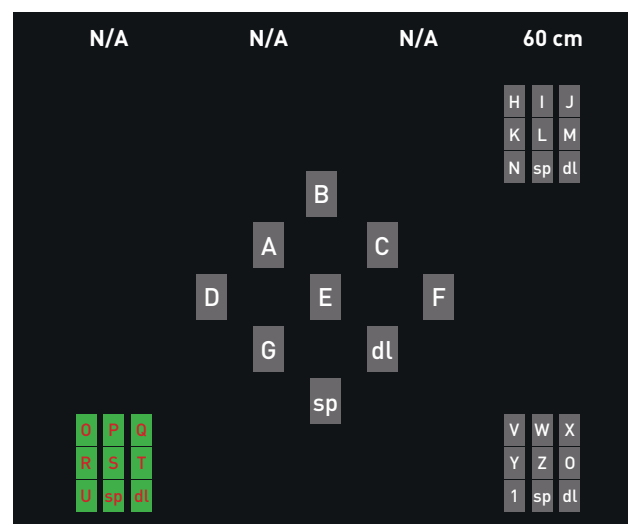 N/A N/A N/A 60 cm
H I J
K L M
N sp dl
B
A C
D E F
G dl
sp
O P Q
R S T
U sp dl
V W X
Y Z 0
1 sp dl